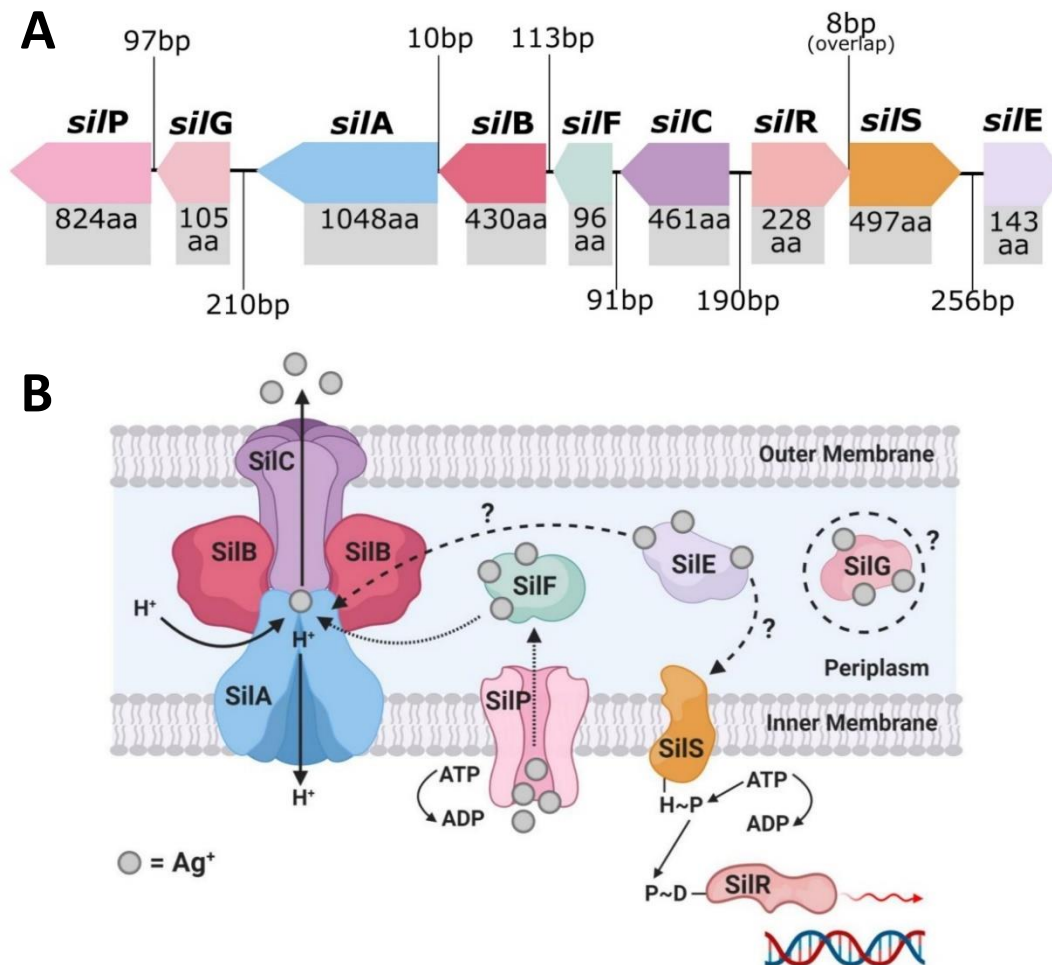 A
97bp
10bp
113bp
8bp
(overlap)
silP
silG
silA
silB
silF
silC
silR
silS
silE
824aa
105
aa
1048aa
430aa
96
aa
461aa
228
aa
497aa
143
aa
210bp
91bp
190bp
256bp
B
SilC
Outer Membrane
SilB
SilB
?
SilE
SilF
SilG
?
H⁺
H⁺
?
Periplasm
SilA
SilP
Inner Membrane
SilS
ATP
ADP
H~P
ATP
ADP
H⁺
= Ag⁺
P~D
SilR